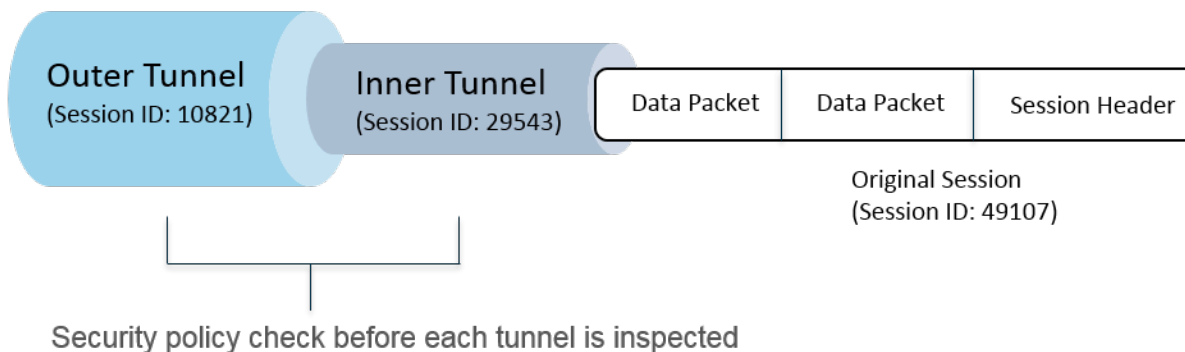 Outer Tunnel
(Session ID: 10821)
Inner Tunnel
(Session ID: 29543)
Data Packet
Data Packet
Session Header
Original Session
(Session ID: 49107)
Security policy check before each tunnel is inspected